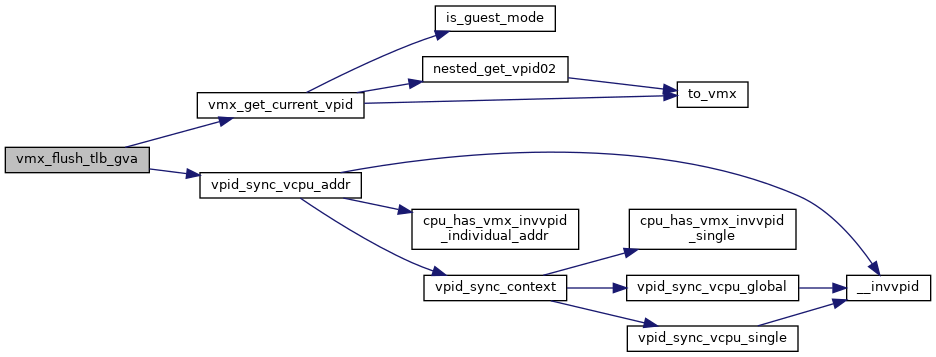 is_guest_mode
nested_get_vpid02
to_vmx
vmx_get_current_vpid
vmx_flush_tlb_gva
vpid_sync_vcpu_addr
cpu_has_vmx_invvpid
_individual_addr
cpu_has_vmx_invvpid
_single
vpid_sync_context
vpid_sync_vcpu_global
__invvpid
vpid_sync_vcpu_single